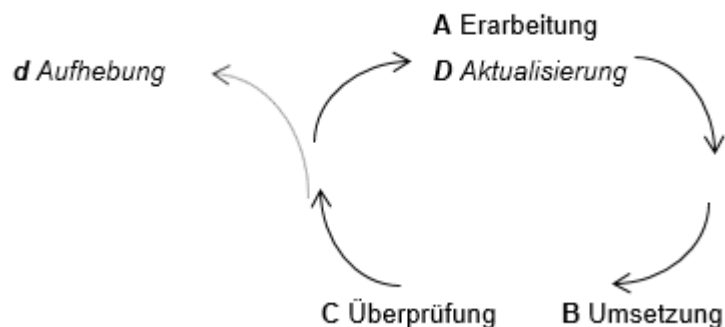 A Erarbeitung
d Aufhebung
D Aktualisierung
C Überprüfung
B Umsetzung